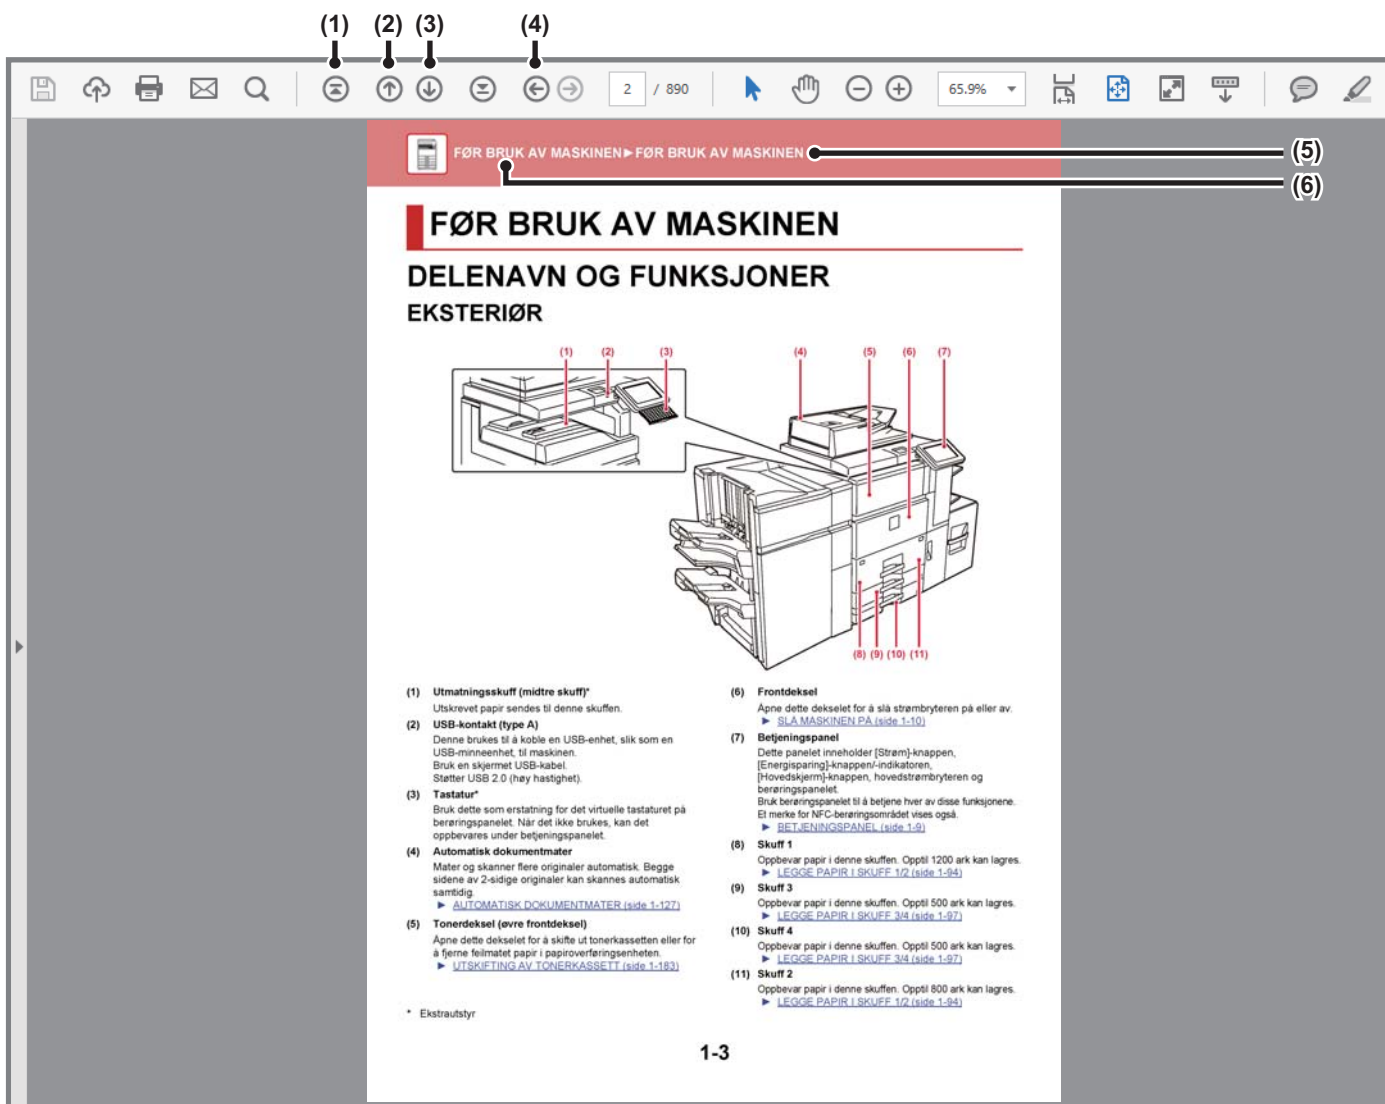 (1) (2) (3) (4)
2 / 890 65.9%
FØR BRUK AV MASKINEN►FØR BRUK AV MASKINEN (5)
(6)
FØR BRUK AV MASKINEN
DELENAVN OG FUNKSJONER
EKSTERIØR
(1) (2) (3) (4) (5) (6) (7)
(8) (9) (10) (11)
(1) Utmatningsskuff (midtre skuff)*
Utskrevet papir sendes til denne skuffen.
(2) USB-kontakt (type A)
Denne brukes til å koble en USB-enhet, slik som en
USB-minneenhet, til maskinen.
Bruk en skjermet USB-kabel.
Støtter USB 2.0 (høy hastighet).
(3) Tastatur*
Bruk dette som erstatning for det virtuelle tastaturet på
berøringspanelet. Når det ikke brukes, kan det
oppbevares under betjeningspanelet.
(4) Automatisk dokumentmater
Mater og skanner flere originaler automatisk. Begge
sidene av 2-sidige originaler kan skannes automatisk
samtidig.
► AUTOMATISK DOKUMENTMATER (side 1-127)
(5) Tonerdeksel (øvre frontdeksel)
Åpne dette dekselet for å skifte ut tonerkassetten eller for
å fjerne feilmatet papir i papiroverføringsenheten.
► UTSKIFTING AV TONERKASSETT (side 1-183)
(6) Frontdeksel
Åpne dette dekselet for å slå strømbryteren på eller av.
► SLÅ MASKINEN PÅ (side 1-10)
(7) Betjeningspanel
Dette panelet inneholder [Strøm]-knappen,
[Energisparing]-knappen/-indikatoren,
[Hovedskjerm]-knappen, hovedstrømbryteren og
berøringspanelet.
Bruk berøringspanelet til å betjene hver av disse funksjonene.
Et merke for NFC-berøringsområdet vises også.
► BETJENINGSPANEL (side 1-9)
(8) Skuff 1
Oppbevar papir i denne skuffen. Opptil 1200 ark kan lagres.
► LEGGE PAPIR I SKUFF 1/2 (side 1-94)
(9) Skuff 3
Oppbevar papir i denne skuffen. Opptil 500 ark kan lagres.
► LEGGE PAPIR I SKUFF 3/4 (side 1-97)
(10) Skuff 4
Oppbevar papir i denne skuffen. Opptil 500 ark kan lagres.
► LEGGE PAPIR I SKUFF 3/4 (side 1-97)
(11) Skuff 2
Oppbevar papir i denne skuffen. Opptil 800 ark kan lagres.
► LEGGE PAPIR I SKUFF 1/2 (side 1-94)
* Ekstrautstyr
1-3